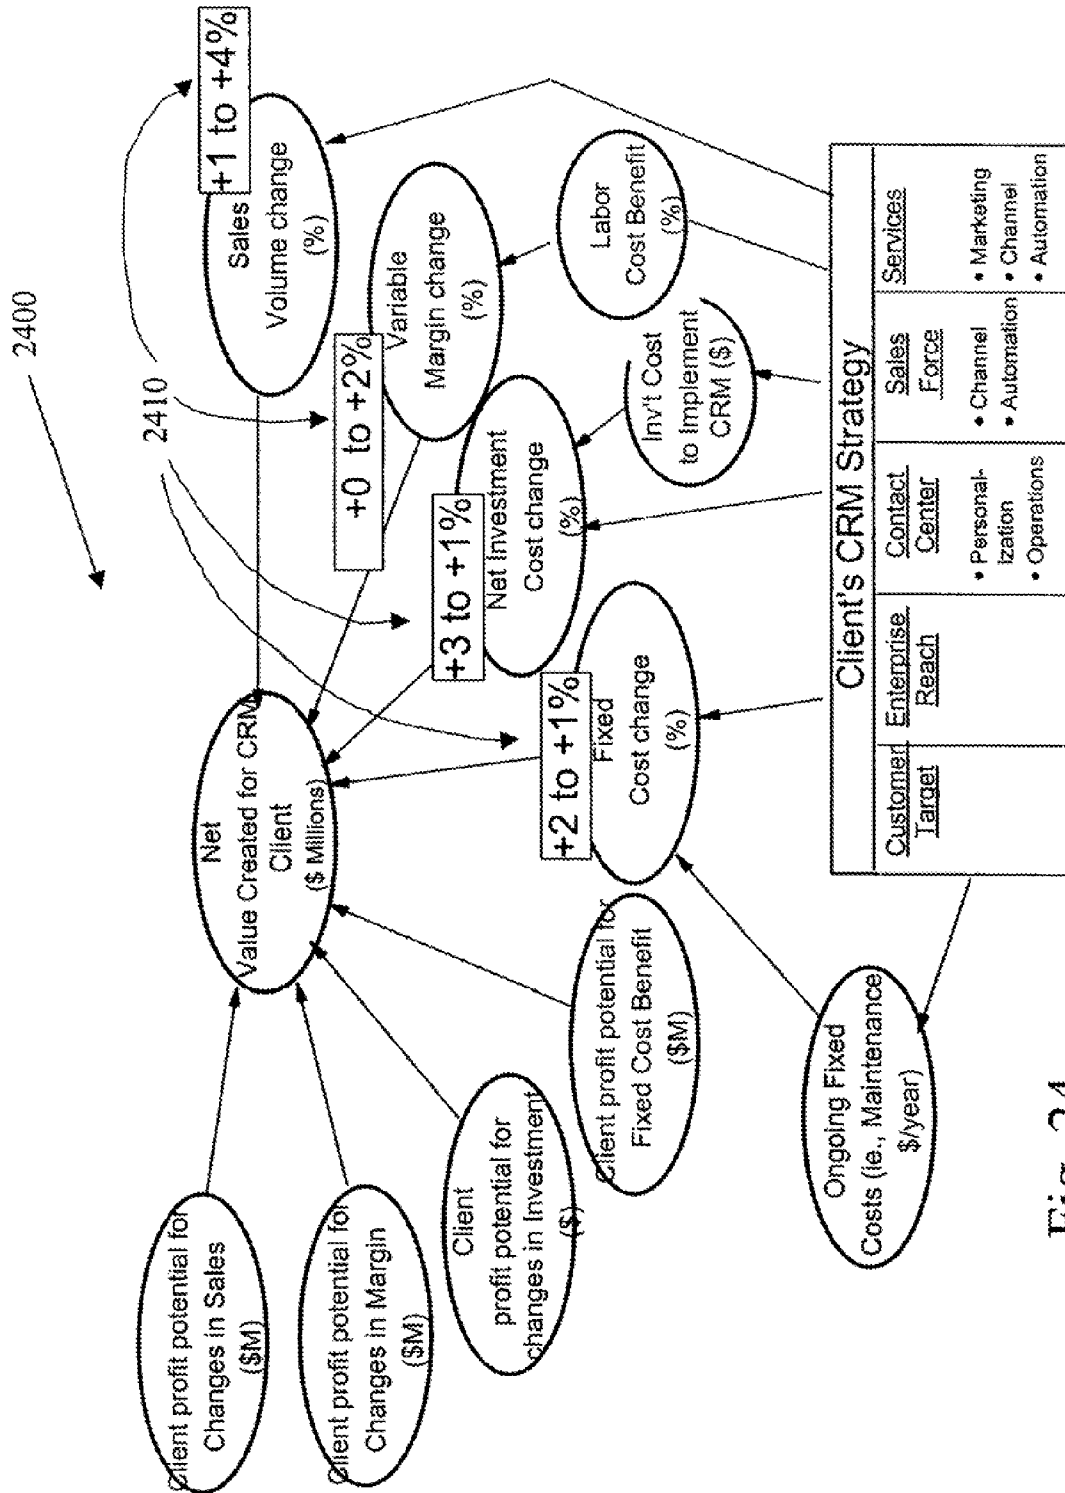 2400
2410
+1 to +4%
Sales
Volume change
(%)
+0 to +2%
Variable
Margin change
(%)
+3 to +1%
Net Investment
Cost change
(%)
+2 to +1%
Fixed
Cost change
(%)
Labor
Cost Benefit
(%)
Inv't Cost
to Implement
CRM ($)
Net
Value Created for CRM
Client
($ Millions)
Client profit potential for
Changes in Sales
($M)
Client profit potential for
Changes in Margin
($M)
Client
profit potential for
changes in Investment
($)
Client profit potential for
Fixed Cost Benefit
($M)
Ongoing Fixed
Costs (ie., Maintenance
$/year)
Client's CRM Strategy
Customer
Target
Enterprise
Reach
Contact
Center
• Personal-
ization
• Operations
Sales
Force
• Channel
• Automation
Services
• Marketing
• Channel
• Automation
Fig. 24